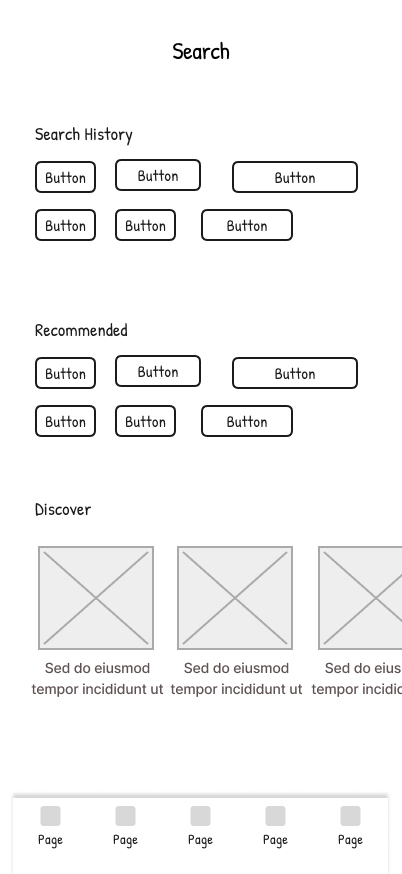 Search
Search History
Button Button Button
Button Button Button
Recommended
Button Button Button
Button Button Button
Discover
Sed do eiusmod Sed do eiusmod Sed do eius
tempor incididunt ut tempor incididunt ut tempor incidid
Page Page Page Page Page